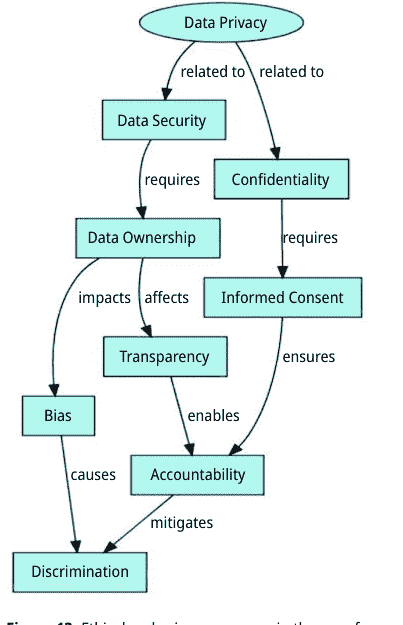 Data Privacy
related to
related to
Data Security
Confidentiality
requires
requires
Data Ownership
Informed Consent
impacts
affects
Transparency
ensures
Bias
enables
causes
Accountability
mitigates
Discrimination